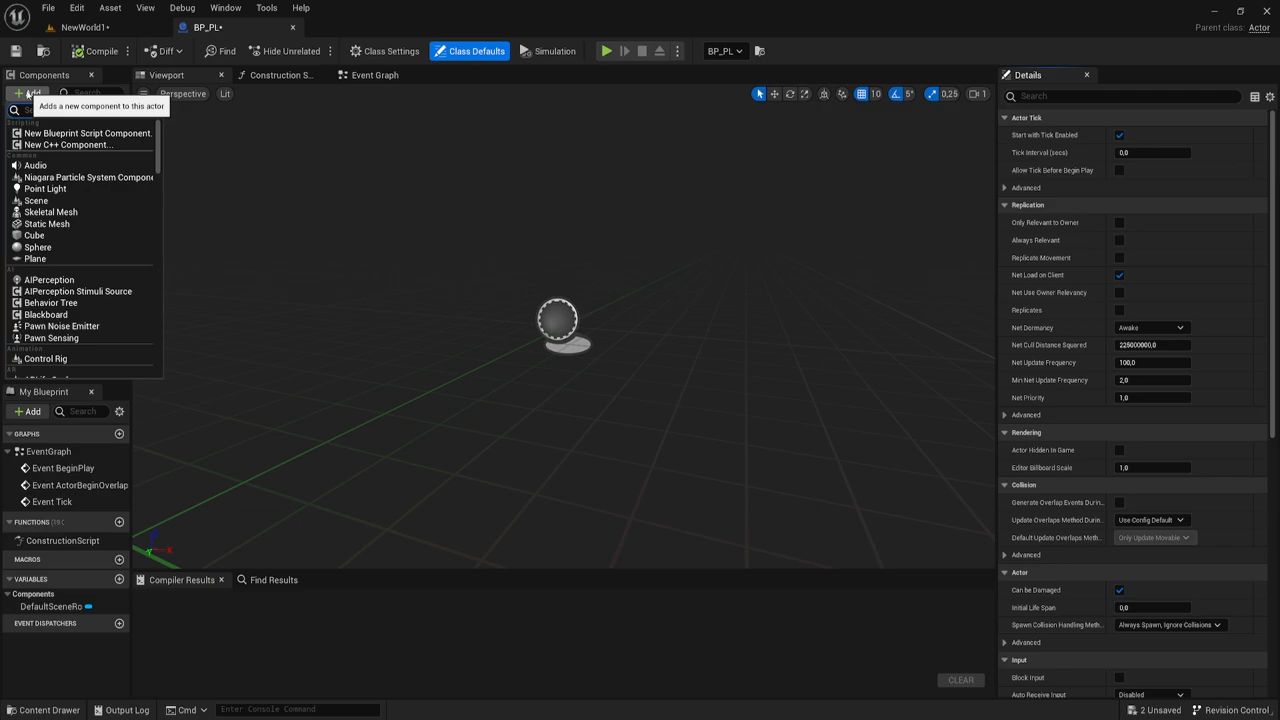 File Edit Asset View Debug Window Tools Help
NewWorld1•
BP_PL•
Parent class: Actor
Compile
Diff
Find
Hide Unrelated
Class Settings
Class Defaults
Simulation
BP_PL
Components
Viewport
Construction S...
Event Graph
Details
Add
Search
Perspective
Lit
10
5°
0,25
1
Search
Adds a new component to this actor
Scripting
New Blueprint Script Component.
New C++ Component...
Common
Audio
Niagara Particle System Compone
Point Light
Scene
Skeletal Mesh
Static Mesh
Cube
Sphere
Plane
AI
AIPerception
AIPerception Stimuli Source
Behavior Tree
Blackboard
Pawn Noise Emitter
Pawn Sensing
Animation
Control Rig
AR
My Blueprint
Add
Search
GRAPHS
EventGraph
Event BeginPlay
Event ActorBeginOverlap
Event Tick
FUNCTIONS
ConstructionScript
MACROS
VARIABLES
Components
DefaultSceneRo
EVENT DISPATCHERS
X
Y
Compiler Results
Find Results
CLEAR
Actor Tick
Start with Tick Enabled
Tick Interval (secs) 0,0
Allow Tick Before Begin Play
Advanced
Replication
Only Relevant to Owner
Always Relevant
Replicate Movement
Net Load on Client
Net Use Owner Relevancy
Replicates
Net Dormancy Awake
Net Cull Distance Squared 225000000,0
Net Update Frequency 100,0
Min Net Update Frequency 2,0
Net Priority 1,0
Advanced
Rendering
Actor Hidden In Game
Editor Billboard Scale 1,0
Collision
Generate Overlap Events Durin...
Update Overlaps Method Durin... Use Config Default
Default Update Overlaps Meth... Only Update Movable
Advanced
Actor
Can be Damaged
Initial Life Span 0,0
Spawn Collision Handling Meth... Always Spawn, Ignore Collisions
Advanced
Input
Block Input
Auto Receive Input Disabled
Content Drawer
Output Log
Cmd
Enter Console Command
2 Unsaved
Revision Control